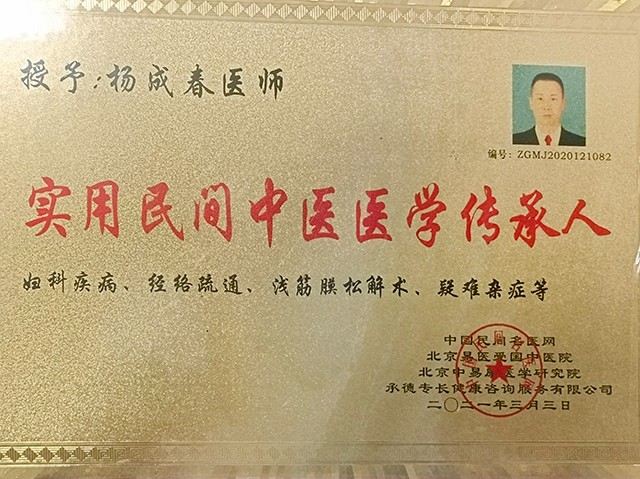 授予:杨成春医师
编号：ZGMJ2020121082
实用民间中医医学传承人
妇科疾病、经络疏通、浅筋膜松解术、疑难杂症等
中国民间名医网
北京易医爱国中医院
北京中易康医学研究院
承德专长健康咨询服务有限公司
二〇二一年三月三日